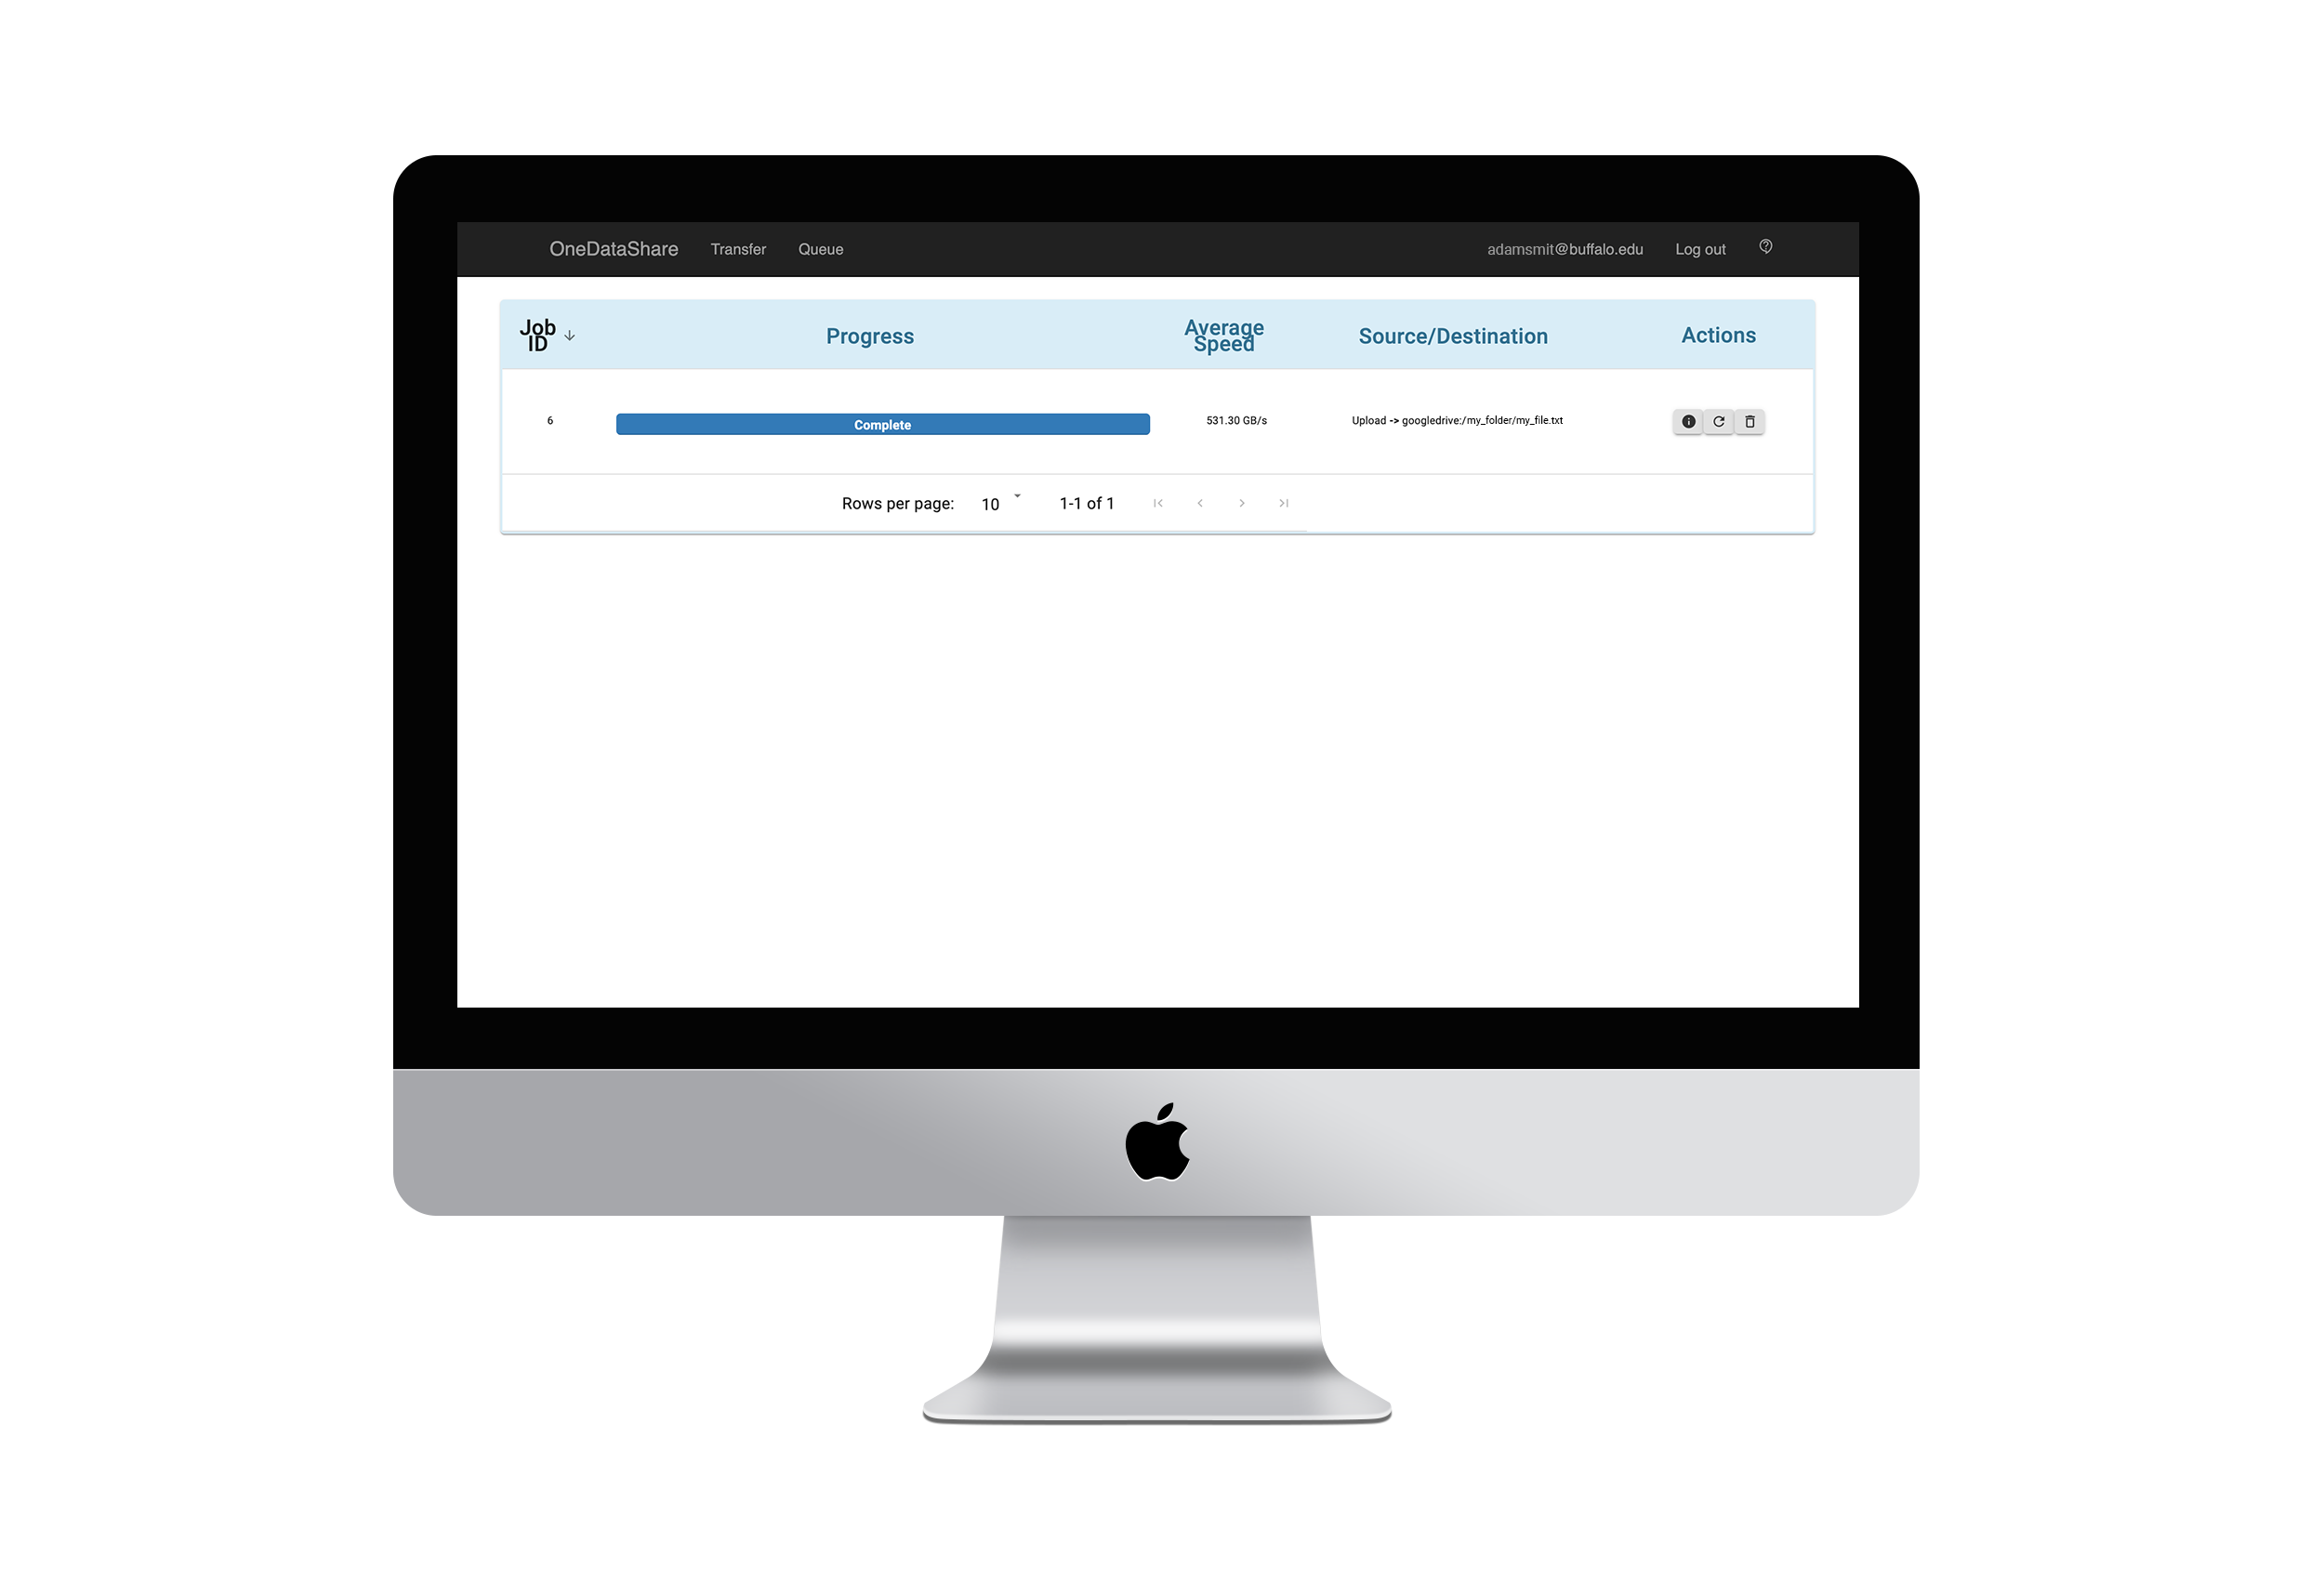 OneDataShare Transfer Queue adamsmit@buffalo.edu Log out
Job ID Progress Average Speed Source/Destination Actions
6 Complete 531.30 GB/s Upload -> googledrive:/my_folder/my_file.txt
Rows per page: 10 1-1 of 1